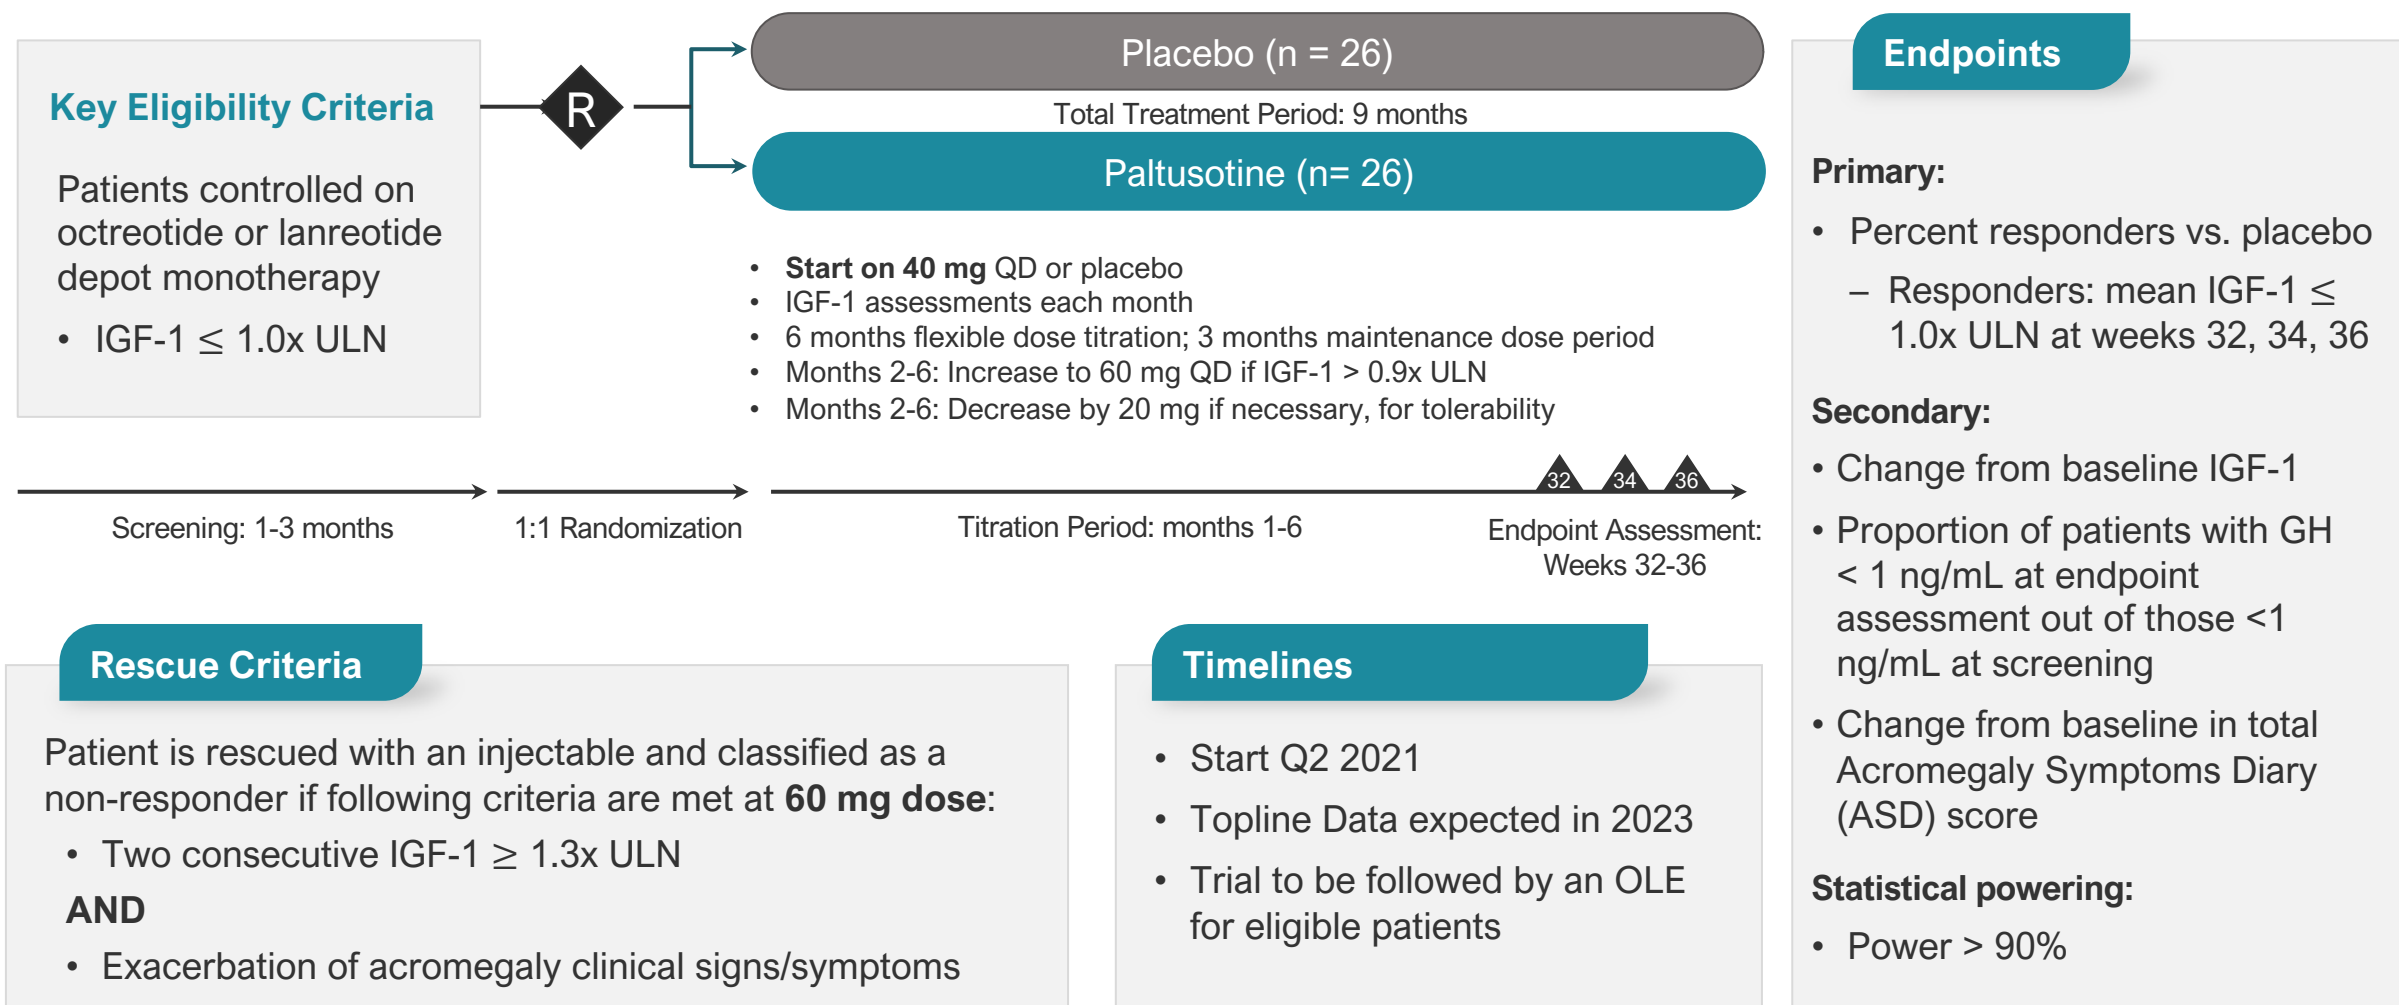 Key Eligibility Criteria
Patients controlled on
octreotide or lanreotide
depot monotherapy
• IGF-1 ≤ 1.0x ULN
R
Placebo (n = 26)
Total Treatment Period: 9 months
Paltusotine (n= 26)
• Start on 40 mg QD or placebo
• IGF-1 assessments each month
• 6 months flexible dose titration; 3 months maintenance dose period
• Months 2-6: Increase to 60 mg QD if IGF-1 > 0.9x ULN
• Months 2-6: Decrease by 20 mg if necessary, for tolerability
32 34 36
Screening: 1-3 months
1:1 Randomization
Titration Period: months 1-6
Endpoint Assessment:
Weeks 32-36
Rescue Criteria
Patient is rescued with an injectable and classified as a
non-responder if following criteria are met at 60 mg dose:
• Two consecutive IGF-1 ≥ 1.3x ULN
AND
• Exacerbation of acromegaly clinical signs/symptoms
Timelines
• Start Q2 2021
• Topline Data expected in 2023
• Trial to be followed by an OLE
for eligible patients
Endpoints
Primary:
• Percent responders vs. placebo
– Responders: mean IGF-1 ≤
1.0x ULN at weeks 32, 34, 36
Secondary:
• Change from baseline IGF-1
• Proportion of patients with GH
< 1 ng/mL at endpoint
assessment out of those <1
ng/mL at screening
• Change from baseline in total
Acromegaly Symptoms Diary
(ASD) score
Statistical powering:
• Power > 90%